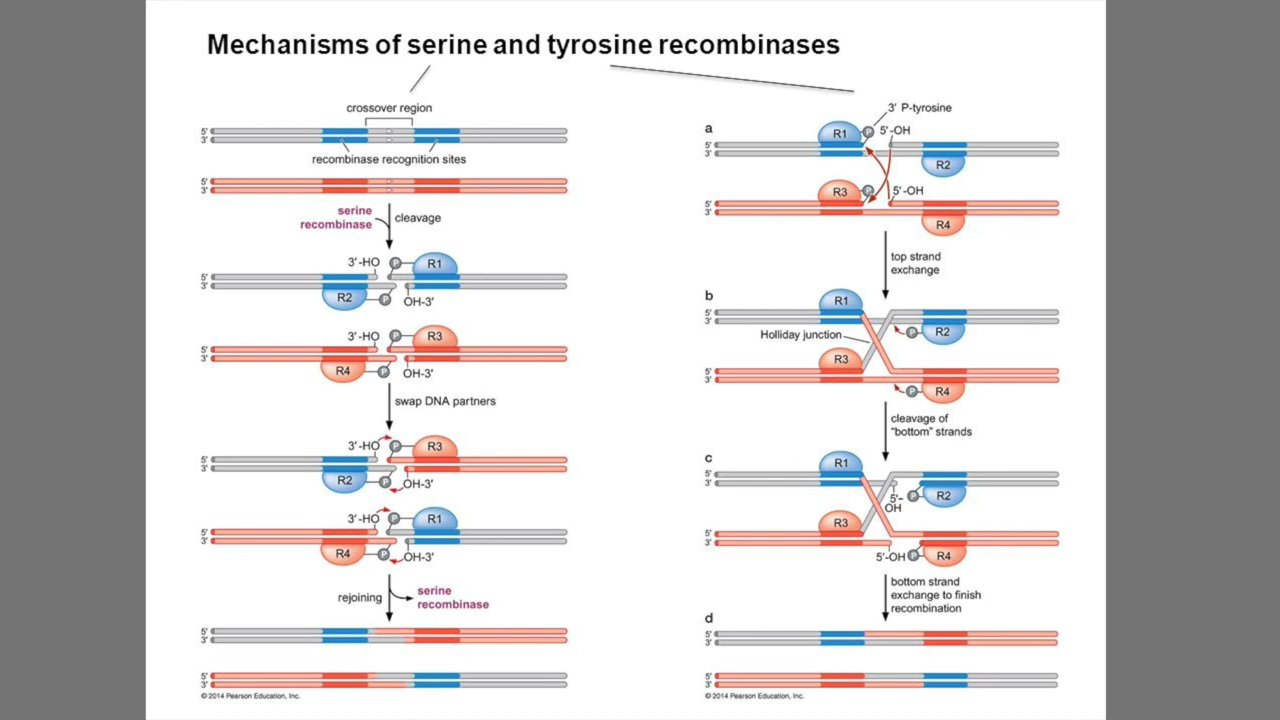 Mechanisms of serine and tyrosine recombinases
crossover region
5′
3′
recombinase recognition sites
5′
3′
serine
recombinase
cleavage
3′-HO P R1
5′
3′
R2 P OH-3′
3′-HO P R3
5′
3′
R4 P OH-3′
swap DNA partners
3′-HO P R3
5′
3′
R2 P OH-3′
3′-HO P R1
5′
3′
R4 P OH-3′
rejoining
serine
recombinase
5′
3′
5′
3′
© 2014 Pearson Education, Inc.
3′ P-tyrosine
a
R1 P 5′-OH
5′
3′
R2
R3 P 5′-OH
5′
3′
R4
top strand
exchange
b
R1
5′
3′
P R2
Holliday junction
R3
5′
3′
P R4
cleavage of
“bottom” strands
c
R1
5′
3′
5′-
OH
P R2
R3
5′
3′
5′-OH P R4
bottom strand
exchange to finish
recombination
d
5′
3′
5′
3′
© 2014 Pearson Education, Inc.